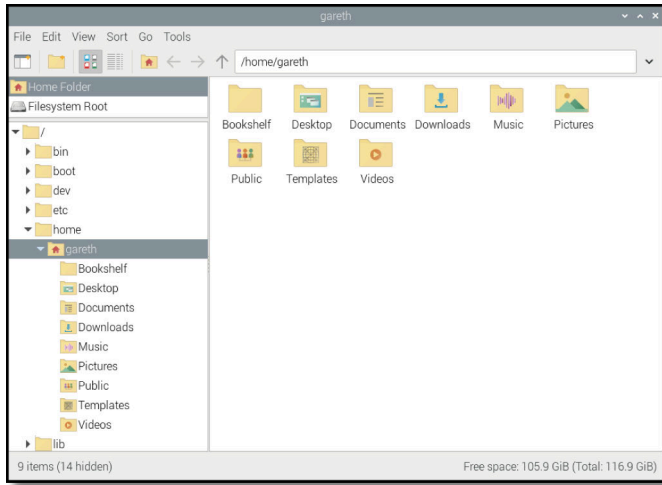 gareth
File Edit View Sort Go Tools
/home/gareth
Home Folder
Filesystem Root
/
bin
boot
dev
etc
home
gareth
Bookshelf
Desktop
Documents
Downloads
Music
Pictures
Public
Templates
Videos
lib
Bookshelf Desktop Documents Downloads Music Pictures
Public Templates Videos
9 items (14 hidden)
Free space: 105.9 GiB (Total: 116.9 GiB)